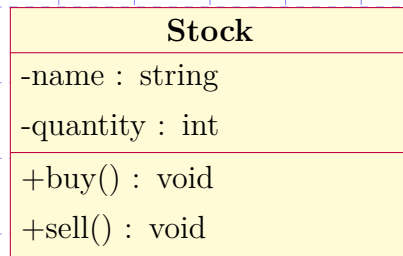 Stock
-name : string
-quantity : int
+buy() : void
+sell() : void